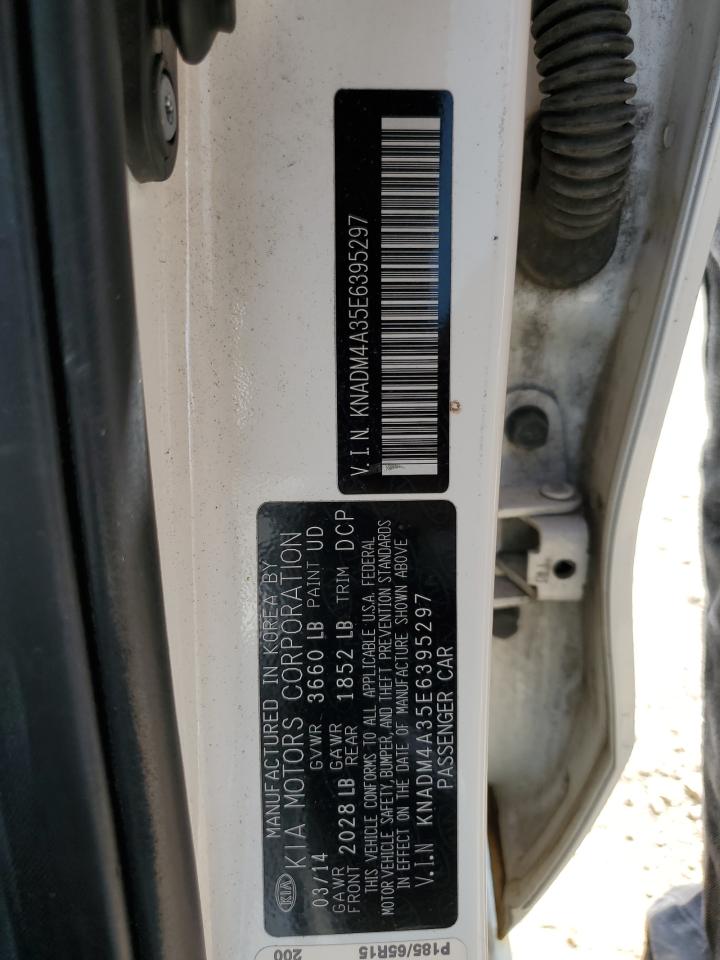 V.I.N. KNADM4A35E6395297
KIA
MANUFACTURED IN KOREA BY
KIA MOTORS CORPORATION
03/14 GVWR 3660 LB PAINT UD
GAWR FRONT 2028 LB GAWR REAR 1852 LB TRIM DCP
THIS VEHICLE CONFORMS TO ALL APPLICABLE U.S.A. FEDERAL
MOTOR VEHICLE SAFETY, BUMPER, AND THEFT PREVENTION STANDARDS
IN EFFECT ON THE DATE OF MANUFACTURE SHOWN ABOVE
V.I.N KNADM4A35E6395297
PASSENGER CAR
200
P185/65R15